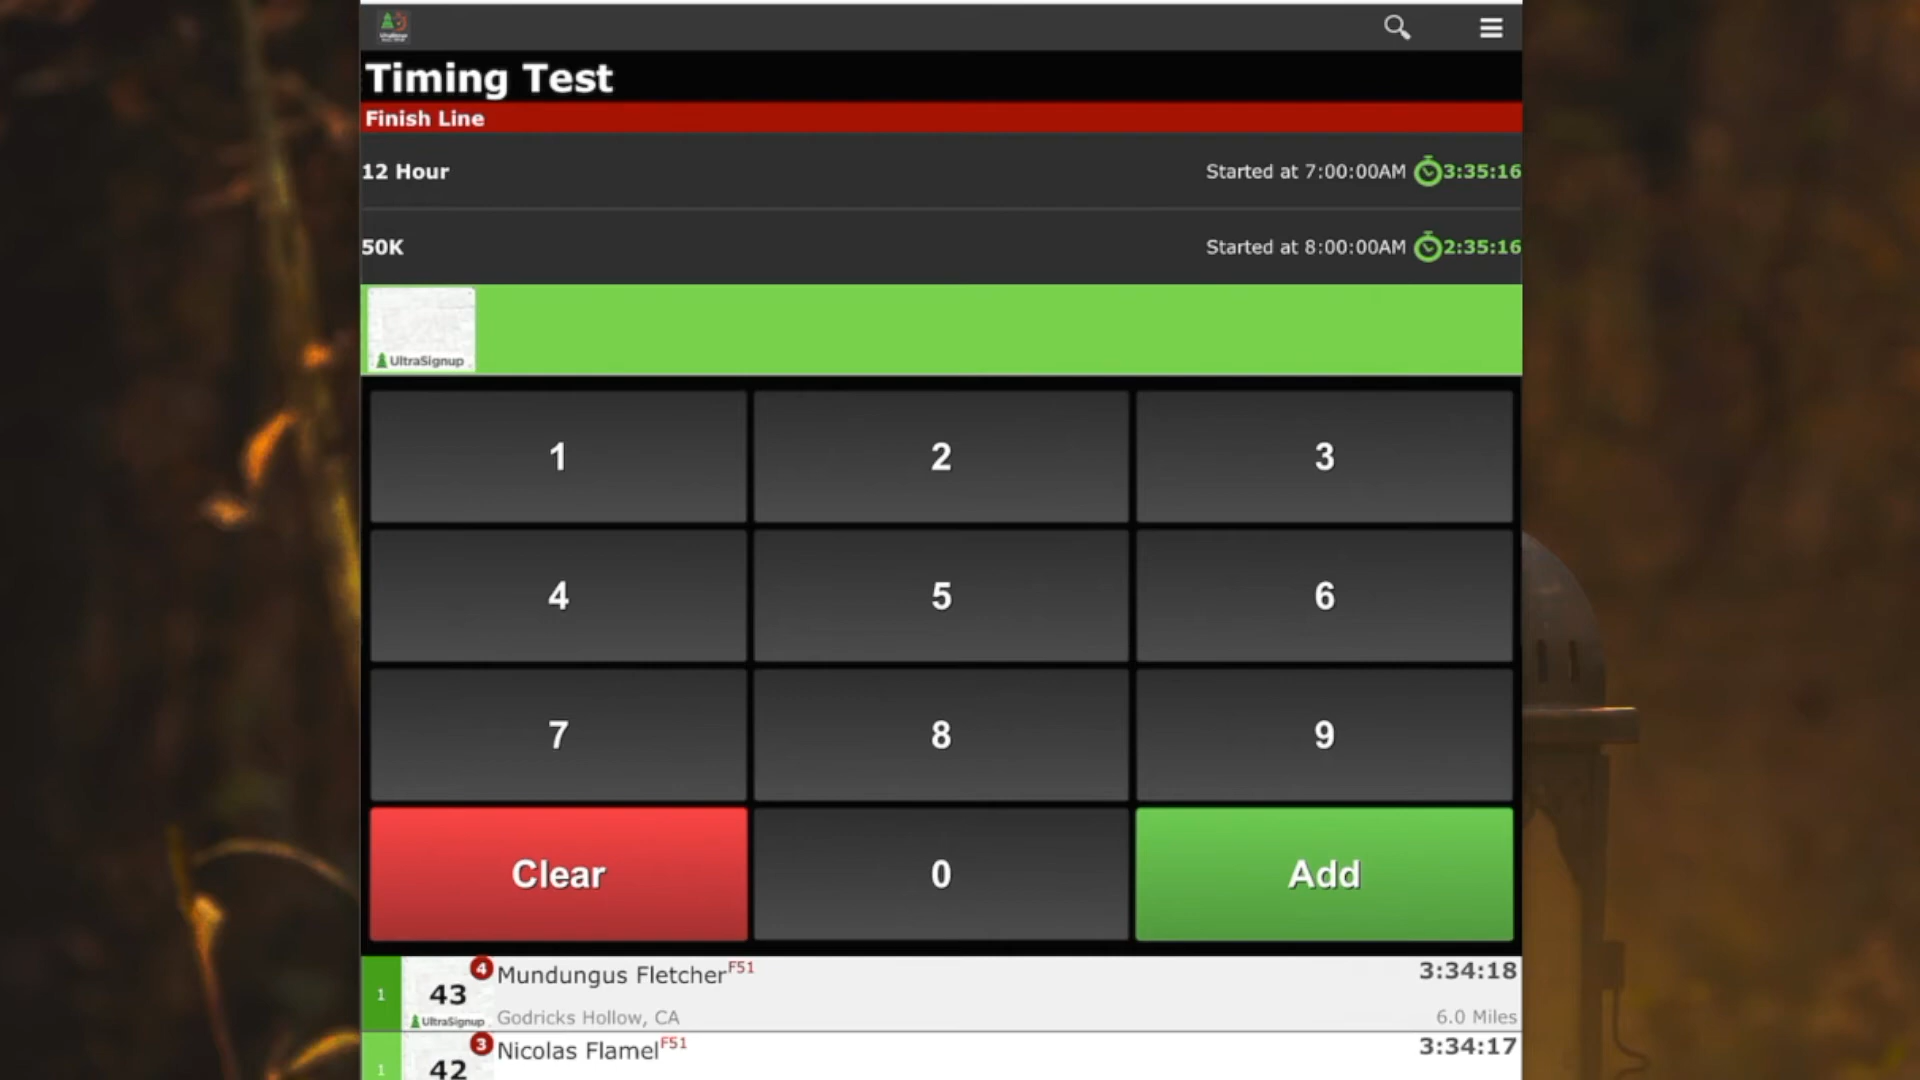 Timing Test
Finish Line
12 Hour Started at 7:00:00AM 3:35:16
50K Started at 8:00:00AM 2:35:16
UltraSignup
1 2 3
4 5 6
7 8 9
Clear 0 Add
1 43 4 Mundungus Fletcher F51 3:34:18
UltraSignup Godricks Hollow, CA 6.0 Miles
1 42 3 Nicolas Flamel F51 3:34:17